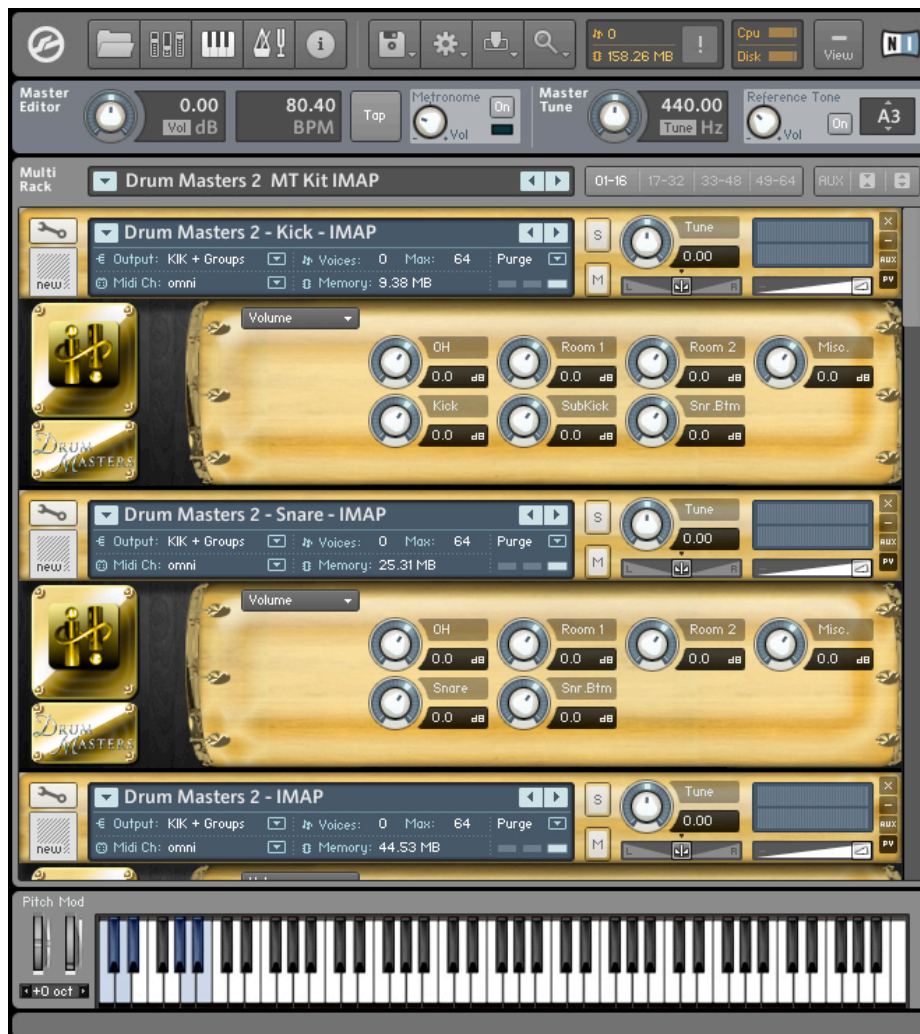 0
158.26 MB
!
Cpu
Disk
View
NI
Master
Editor
0.00
Vol dB
80.40
BPM
Tap
Metronome
On
Vol
Master
Tune
440.00
Tune Hz
Reference Tone
Vol
On
A3
Multi
Rack
Drum Masters 2 MT Kit IMAP
01-16 | 17-32 | 33-48 | 49-64
AUX
Drum Masters 2 - Kick - IMAP
Output: KIK + Groups Voices: 0 Max: 64 Purge
Midi Ch: omni Memory: 9.38 MB
new
S
M
Tune
0.00
L R
×
−
AUX
PV
Volume
OH Room 1 Room 2 Misc.
0.0 dB 0.0 dB 0.0 dB 0.0 dB
Kick SubKick Snr.Btm
0.0 dB 0.0 dB 0.0 dB
DRUM
MASTERS
Drum Masters 2 - Snare - IMAP
Output: KIK + Groups Voices: 0 Max: 64 Purge
Midi Ch: omni Memory: 25.31 MB
new
S
M
Tune
0.00
L R
×
−
AUX
PV
Volume
OH Room 1 Room 2 Misc.
0.0 dB 0.0 dB 0.0 dB 0.0 dB
Snare Snr.Btm
0.0 dB 0.0 dB
DRUM
MASTERS
Drum Masters 2 - IMAP
Output: KIK + Groups Voices: 0 Max: 64 Purge
Midi Ch: omni Memory: 44.53 MB
new
S
M
Tune
0.00
L R
×
−
AUX
PV
Pitch Mod
+0 oct